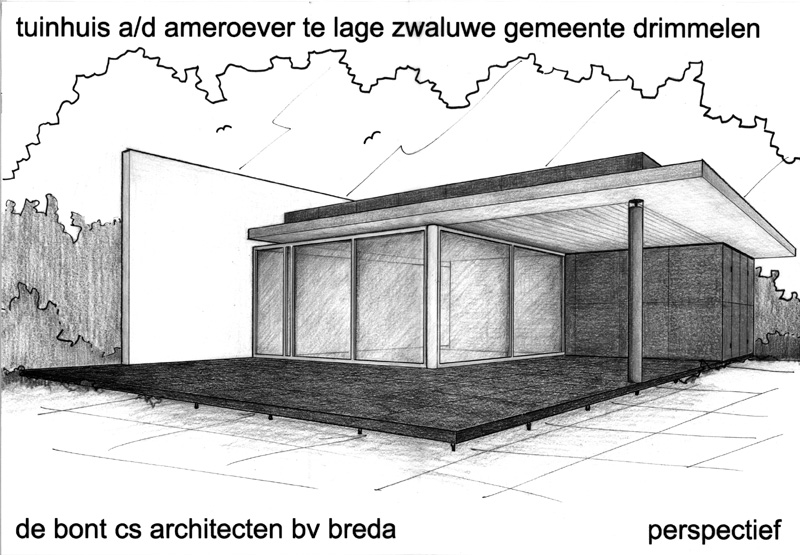 tuinhuis a/d ameroever te lage zwaluwe gemeente drimmelen
de bont cs architecten bv breda
perspectief